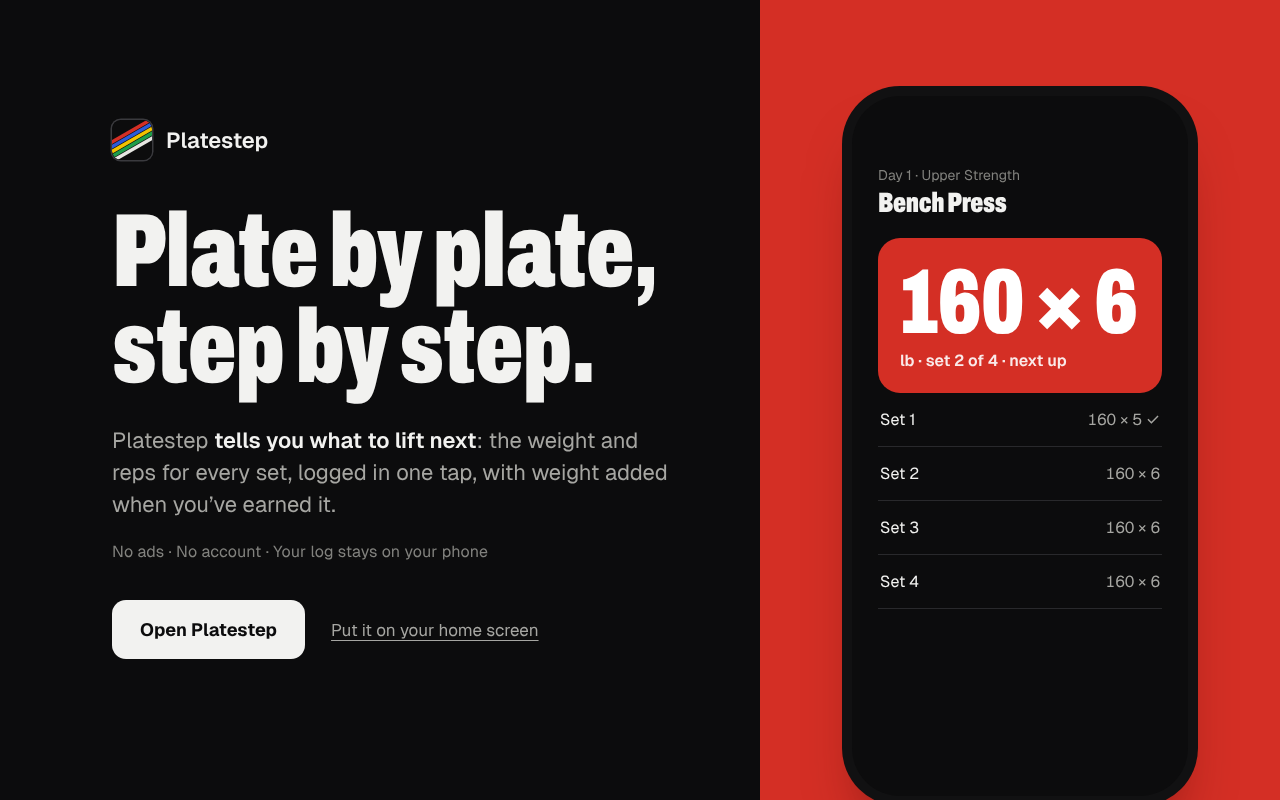 Platestep
Plate by plate,
step by step.
Platestep tells you what to lift next: the weight and
reps for every set, logged in one tap, with weight added
when you’ve earned it.
No ads · No account · Your log stays on your phone
Open Platestep
Put it on your home screen
Day 1 · Upper Strength
Bench Press
160 × 6
lb · set 2 of 4 · next up
Set 1 160 × 5 ✓
Set 2 160 × 6
Set 3 160 × 6
Set 4 160 × 6